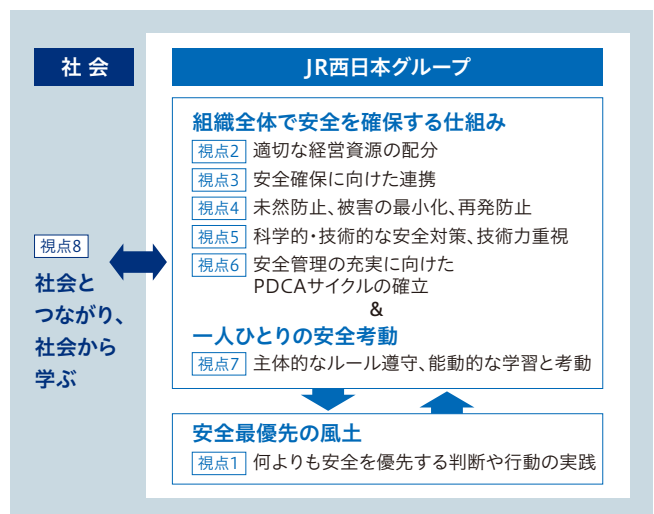 社 会
JR西日本グループ
組織全体で安全を確保する仕組み
視点2 適切な経営資源の配分
視点3 安全確保に向けた連携
視点4 未然防止、被害の最小化、再発防止
視点5 科学的・技術的な安全対策、技術力重視
視点6 安全管理の充実に向けた
PDCAサイクルの確立
&
一人ひとりの安全考動
視点7 主体的なルール遵守、能動的な学習と考動
視点8
社会と
つながり、
社会から
学ぶ
安全最優先の風土
視点1 何よりも安全を優先する判断や行動の実践